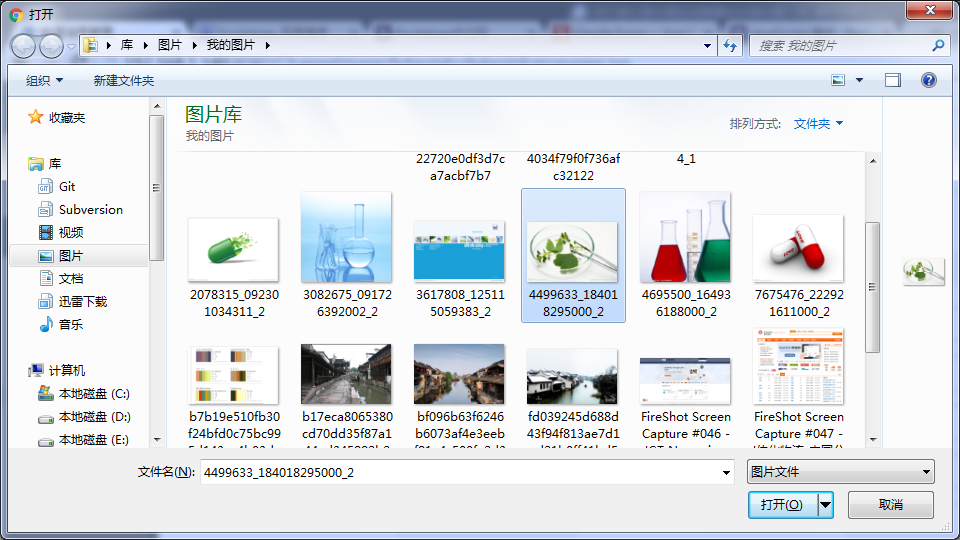 打开
库 图片 我的图片
搜索 我的图片
组织 新建文件夹
收藏夹
库
Git
Subversion
视频
图片
文档
迅雷下载
音乐
计算机
本地磁盘 (C:)
本地磁盘 (D:)
本地磁盘 (E:)
图片库
我的图片
排列方式: 文件夹
22720e0df3d7c
a7acbf7b7
4034f79f0f736af
c32122
4_1
2078315_09230
1034311_2
3082675_09172
6392002_2
3617808_12511
5059383_2
4499633_18401
8295000_2
4695500_16493
6188000_2
7675476_22292
1611000_2
b7b19e510fb30
f24bfd0c75bc99
b17eca8065380
cd70dd35f87a1
bf096b63f6246
b6073af4e3eeb
fd039245d688d
43f94f813ae7d1
FireShot Screen
Capture #046 -
FireShot Screen
Capture #047 -
文件名(N): 4499633_184018295000_2
图片文件
打开(O) 取消